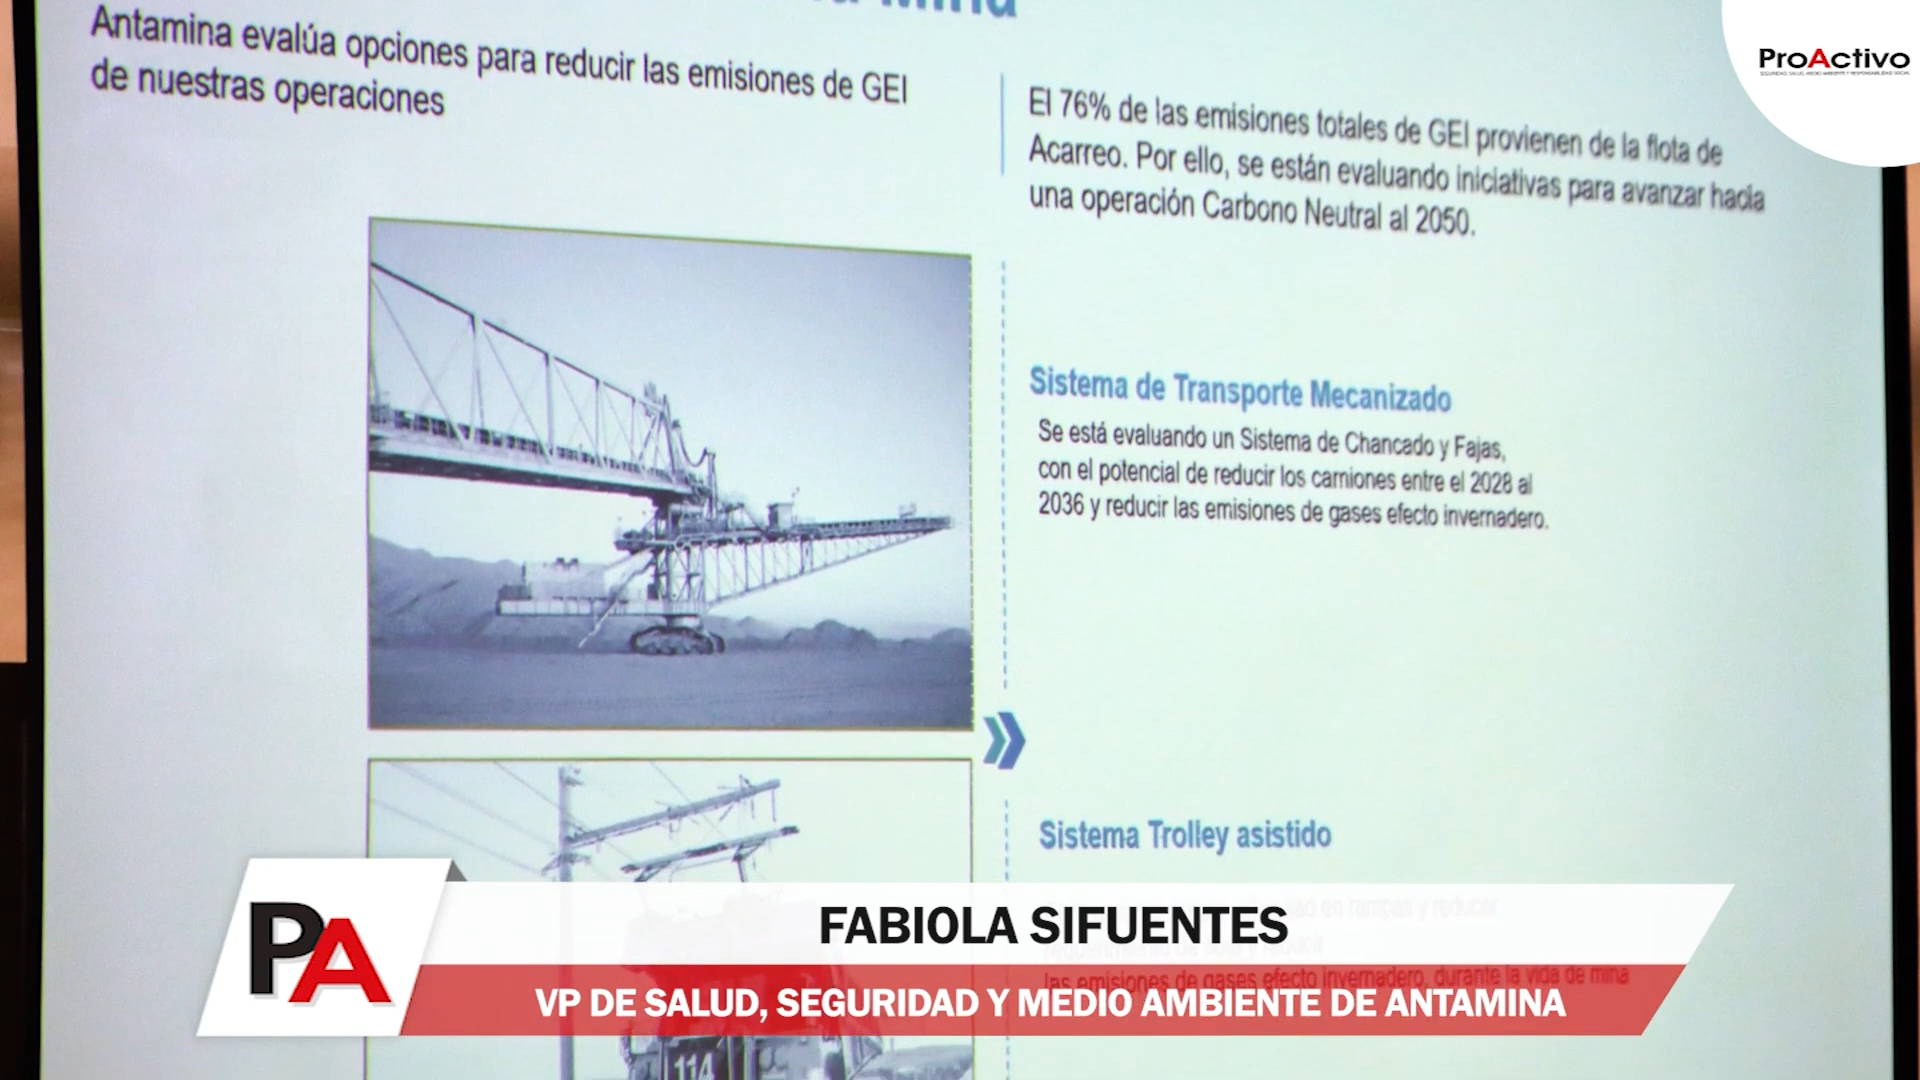 Antamina evalúa opciones para reducir las emisiones de GEI
de nuestras operaciones
ProActivo
El 76% de las emisiones totales de GEI provienen de la flota de
Acarreo. Por ello, se están evaluando iniciativas para avanzar hacia
una operación Carbono Neutral al 2050.
Sistema de Transporte Mecanizado
Se está evaluando un Sistema de Chancado y Fajas,
con el potencial de reducir los camiones entre el 2028 al
2036 y reducir las emisiones de gases efecto invernadero.
Sistema Trolley asistido
en rampas y reducir
las emisiones de gases efecto invernadero, durante la vida de mina
114
PA
FABIOLA SIFUENTES
VP DE SALUD, SEGURIDAD Y MEDIO AMBIENTE DE ANTAMINA